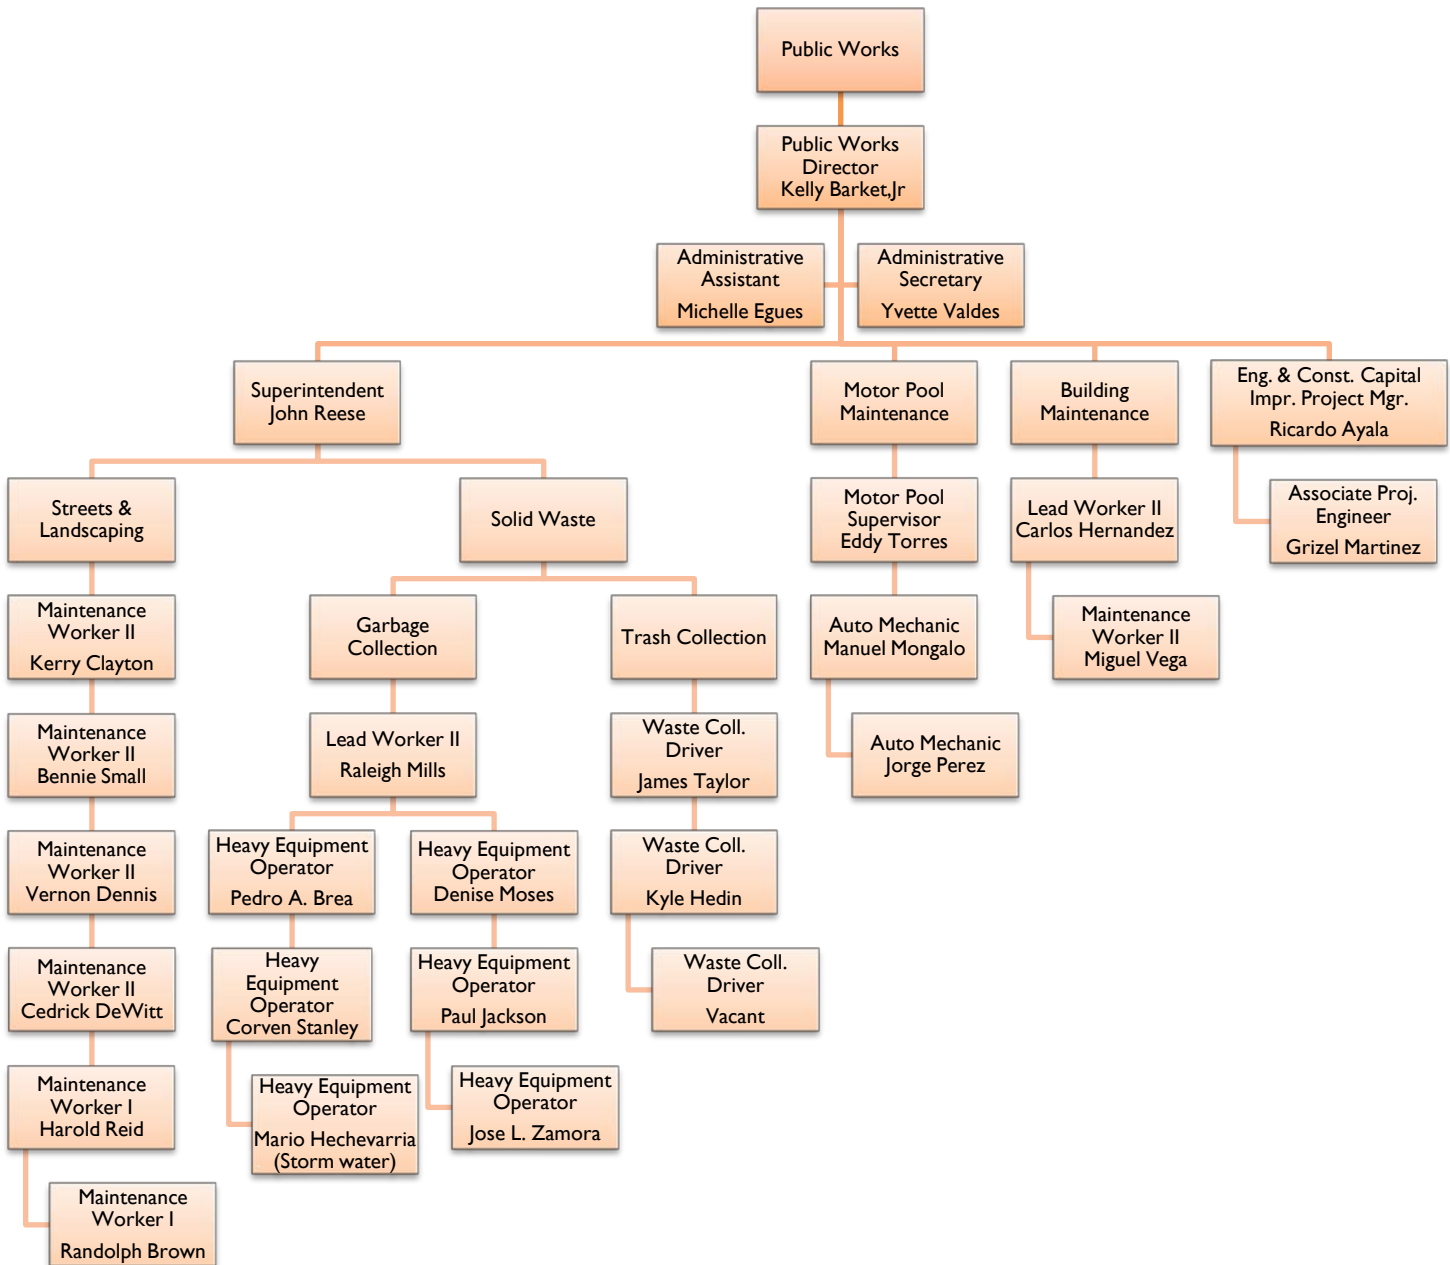 Public Works
Public Works
Director
Kelly Barket,Jr
Administrative
Assistant
Michelle Egues
Administrative
Secretary
Yvette Valdes
Superintendent
John Reese
Motor Pool
Maintenance
Building
Maintenance
Eng. & Const. Capital
Impr. Project Mgr.
Ricardo Ayala
Streets &
Landscaping
Solid Waste
Motor Pool
Supervisor
Eddy Torres
Lead Worker II
Carlos Hernandez
Associate Proj.
Engineer
Grizel Martinez
Maintenance
Worker II
Kerry Clayton
Garbage
Collection
Trash Collection
Auto Mechanic
Manuel Mongalo
Maintenance
Worker II
Miguel Vega
Maintenance
Worker II
Bennie Small
Lead Worker II
Raleigh Mills
Waste Coll.
Driver
James Taylor
Auto Mechanic
Jorge Perez
Maintenance
Worker II
Vernon Dennis
Heavy Equipment
Operator
Pedro A. Brea
Heavy Equipment
Operator
Denise Moses
Waste Coll.
Driver
Kyle Hedin
Maintenance
Worker II
Cedrick DeWitt
Heavy
Equipment
Operator
Corven Stanley
Heavy Equipment
Operator
Paul Jackson
Waste Coll.
Driver
Vacant
Maintenance
Worker I
Harold Reid
Heavy Equipment
Operator
Mario Hechevarria
(Storm water)
Heavy Equipment
Operator
Jose L. Zamora
Maintenance
Worker I
Randolph Brown